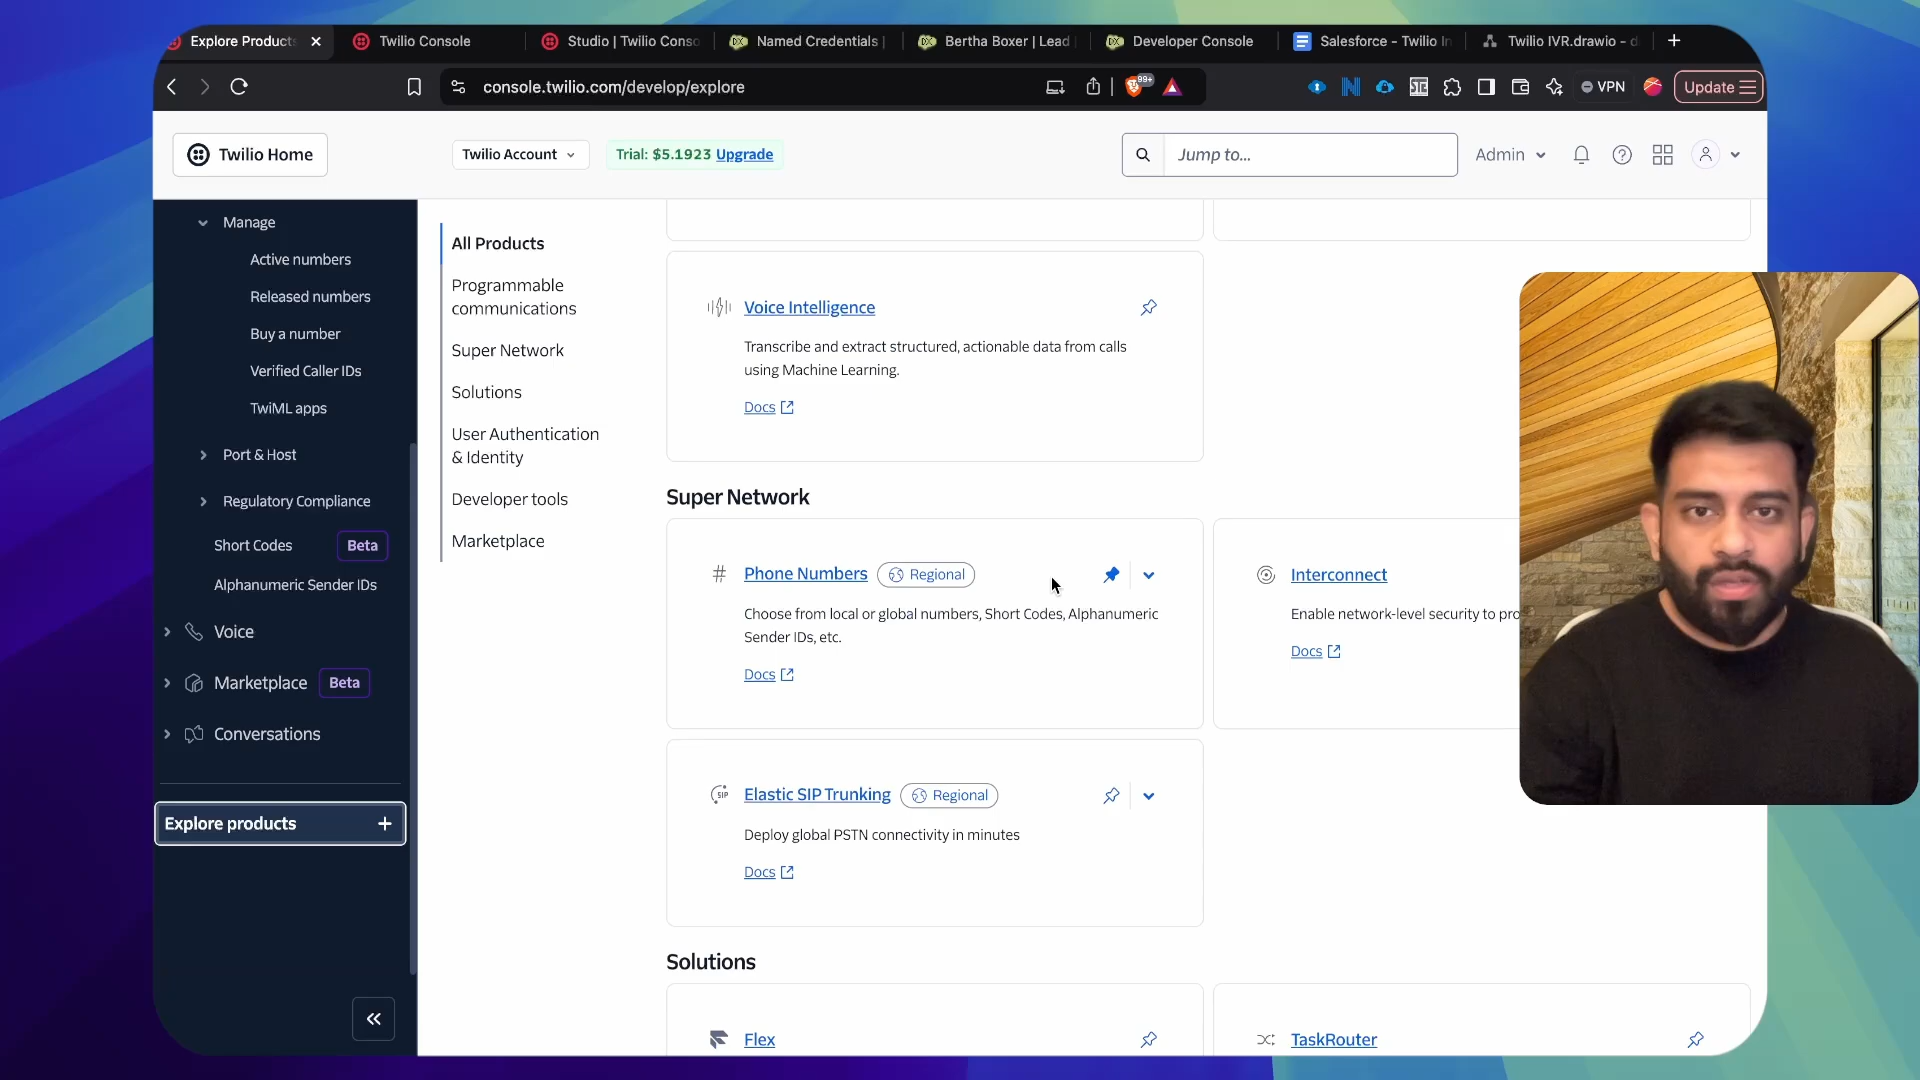 Explore Products
Twilio Console
Studio | Twilio Conso
Named Credentials |
Bertha Boxer | Lead
Developer Console
Salesforce - Twilio In
Twilio IVR.drawio - d
console.twilio.com/develop/explore
99+
VPN
Update
Twilio Home
Twilio Account
Trial: $5.1923 Upgrade
Jump to...
Admin
Manage
Active numbers
Released numbers
Buy a number
Verified Caller IDs
TwiML apps
Port & Host
Regulatory Compliance
Short Codes Beta
Alphanumeric Sender IDs
Voice
Marketplace Beta
Conversations
Explore products +
All Products
Programmable
communications
Super Network
Solutions
User Authentication
& Identity
Developer tools
Marketplace
Voice Intelligence
Transcribe and extract structured, actionable data from calls
using Machine Learning.
Docs
Super Network
Phone Numbers Regional
Choose from local or global numbers, Short Codes, Alphanumeric
Sender IDs, etc.
Docs
Interconnect
Enable network-level security to pro
Docs
SIP
Elastic SIP Trunking Regional
Deploy global PSTN connectivity in minutes
Docs
Solutions
Flex
TaskRouter